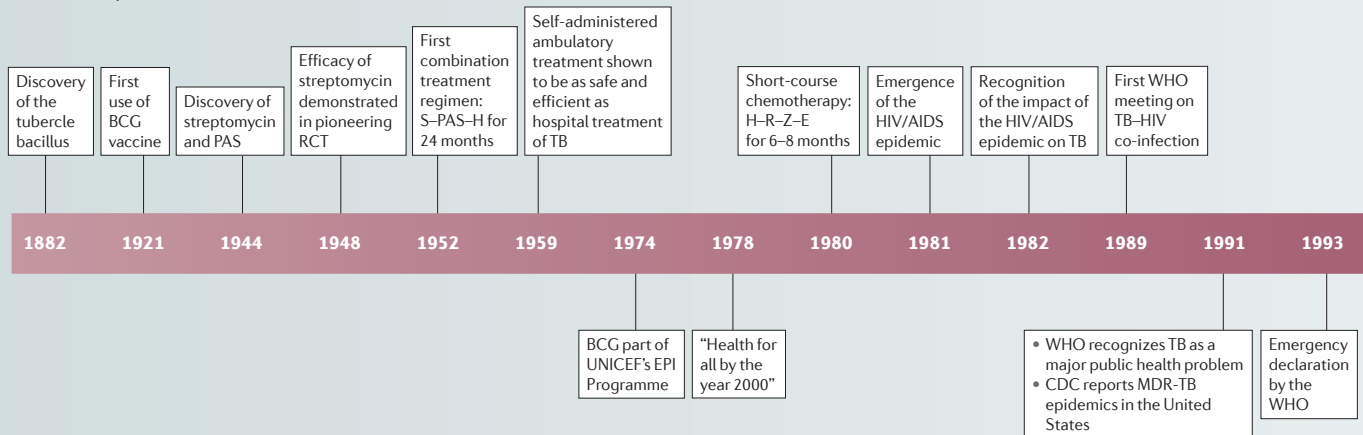 Discovery
of the
tubercle
bacillus
First
use of
BCG
vaccine
Discovery of
streptomycin
and PAS
Efficacy of
streptomycin
demonstrated
in pioneering
RCT
First
combination
treatment
regimen:
S–PAS–H for
24 months
Self-administered
ambulatory
treatment shown
to be as safe and
efficient as
hospital treatment
of TB
Short-course
chemotherapy:
H–R–Z–E
for 6–8 months
Emergence
of the
HIV/AIDS
epidemic
Recognition
of the impact of
the HIV/AIDS
epidemic on TB
First WHO
meeting on
TB–HIV
co-infection
1882 1921 1944 1948 1952 1959 1974 1978 1980 1981 1982 1989 1991 1993
BCG part of
UNICEF's EPI
Programme
“Health for
all by the
year 2000”
• WHO recognizes TB as a
major public health problem
• CDC reports MDR-TB
epidemics in the United
States
Emergency
declaration
by the
WHO